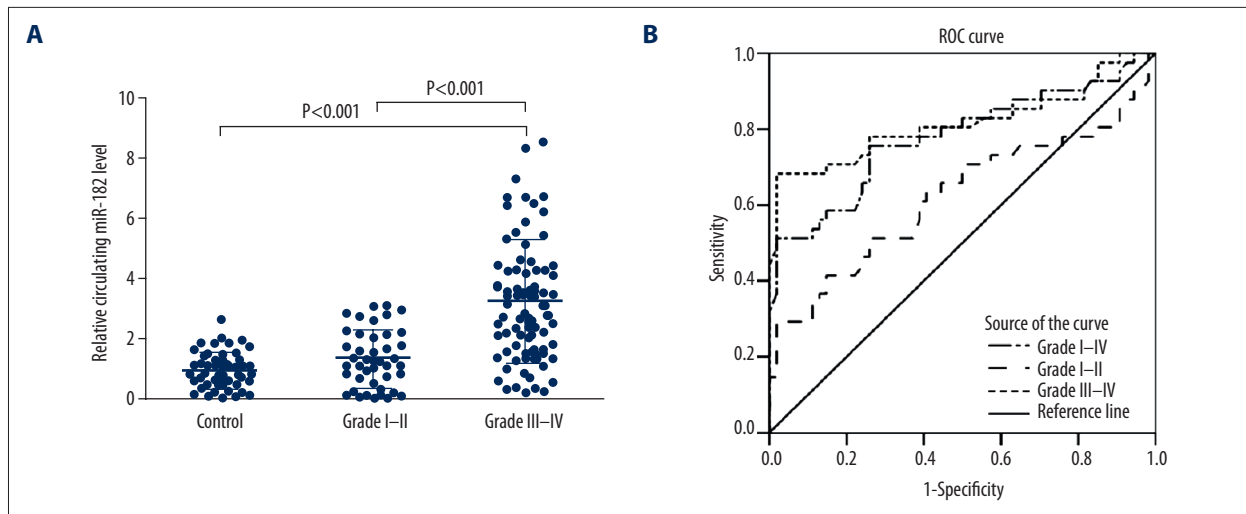 A
P<0.001
P<0.001
Relative circulating miR-182 level
10
8
6
4
2
0
Control
Grade I–II
Grade III–IV
B
ROC curve
1.0
0.8
0.6
0.4
0.2
0.0
Sensitivity
Source of the curve
Grade I–IV
Grade I–II
Grade III–IV
Reference line
0.0
0.2
0.4
0.6
0.8
1.0
1-Specificity